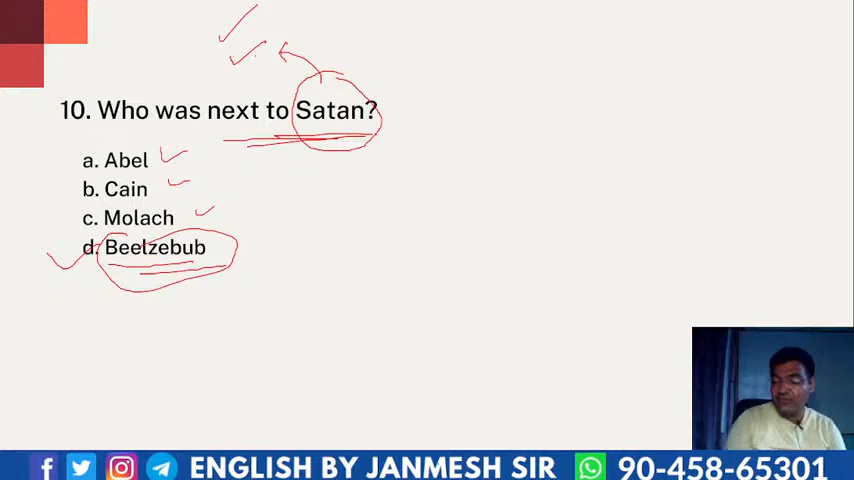 10. Who was next to Satan?
a. Abel
b. Cain
c. Molach
d. Beelzebub
ENGLISH BY JANMESH SIR 90-458-65301